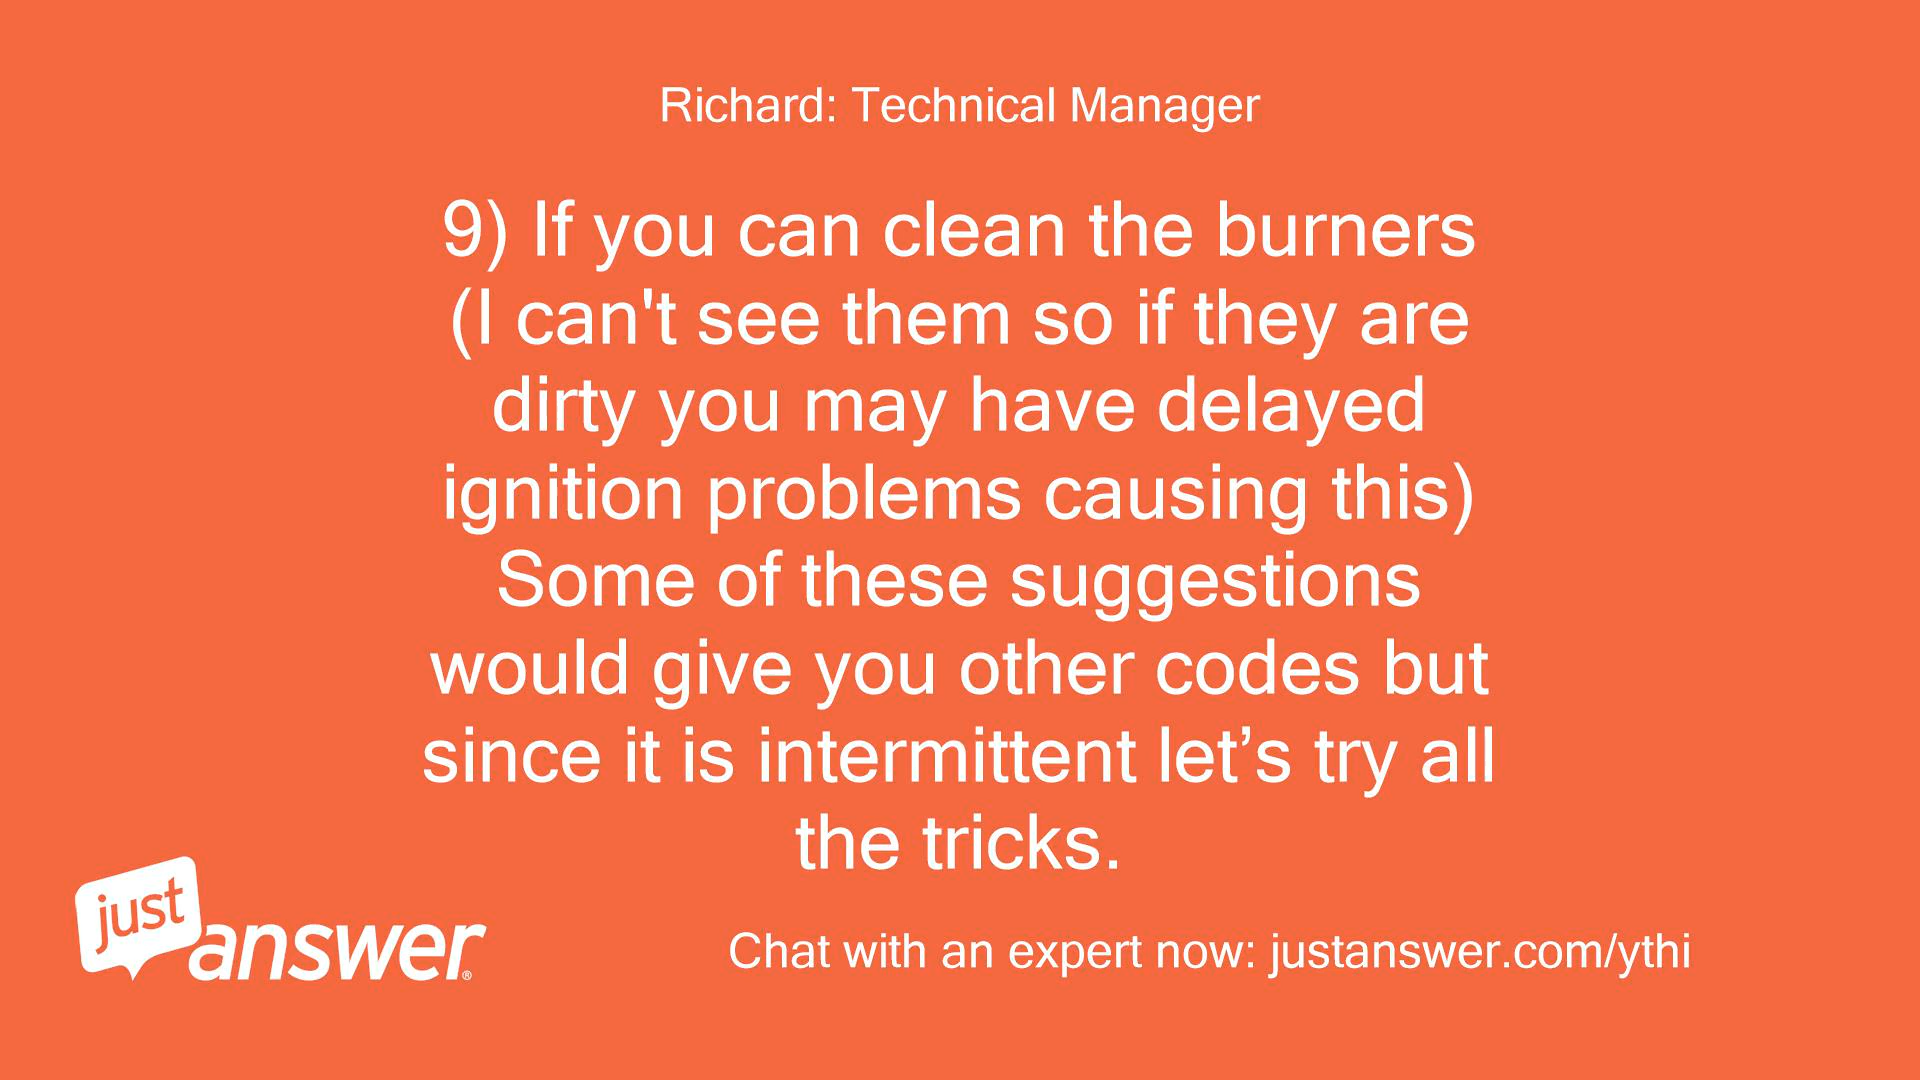 Richard: Technical Manager
9) If you can clean the burners
(I can't see them so if they are
dirty you may have delayed
ignition problems causing this)
Some of these suggestions
would give you other codes but
since it is intermittent let’s try all
the tricks.
just
answer®
Chat with an expert now: justanswer.com/ythi